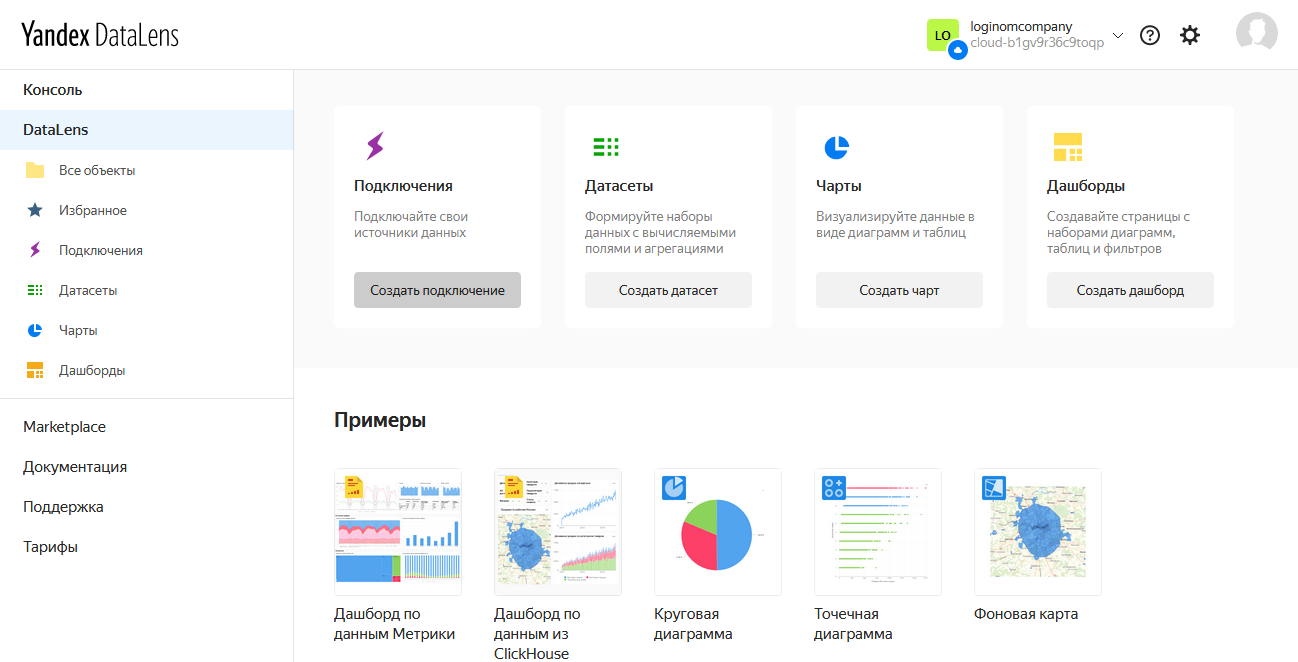 Yandex DataLens
LO
loginomcompany
cloud-b1gv9r36c9toqp
Консоль
DataLens
Все объекты
Избранное
Подключения
Датасеты
Чарты
Дашборды
Marketplace
Документация
Поддержка
Тарифы
Подключения
Подключайте свои
источники данных
Создать подключение
Датасеты
Формируйте наборы
данных с вычисляемыми
полями и агрегациями
Создать датасет
Чарты
Визуализируйте данные в
виде диаграмм и таблиц
Создать чарт
Дашборды
Создавайте страницы с
наборами диаграмм,
таблиц и фильтров
Создать дашборд
Примеры
Дашборд по
данным Метрики
Дашборд по
данным из
ClickHouse
Круговая
диаграмма
Точечная
диаграмма
Фоновая карта